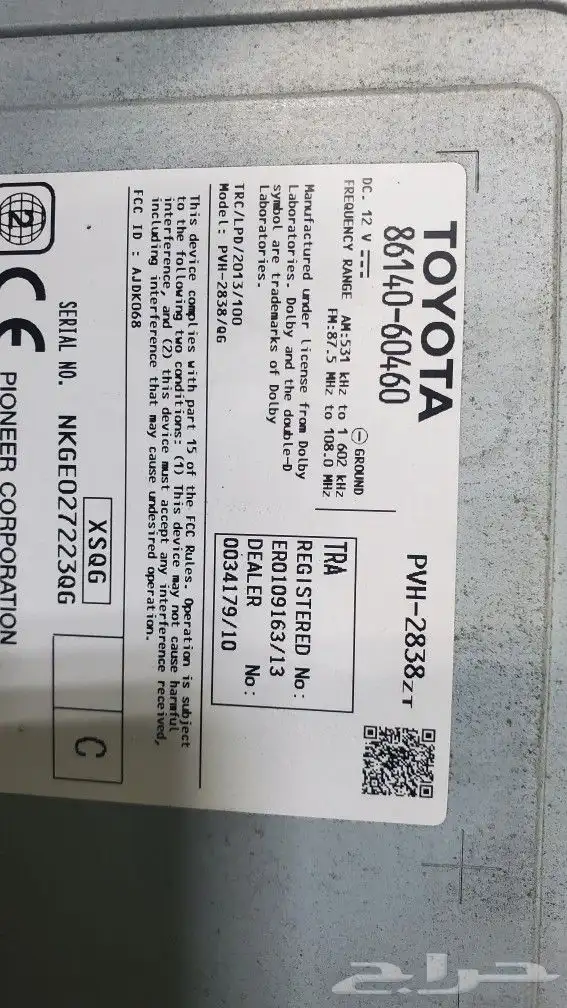 TOYOTA
86140-60460
PVH-2838ZT
DC. 12 V
GROUND
FREQUENCY RANGE AM:531 kHz to 1 602 kHz
FM:87.5 MHz to 108.0 MHz
Manufactured under license from Dolby
Laboratories. Dolby and the double-D
symbol are trademarks of Dolby
Laboratories.
TRC/LPD/2013/100
Model: PVH-2838/QG
TRA
REGISTERED No:
ER0109163/13
DEALER No:
0034179/10
This device complies with part 15 of the FCC Rules. Operation is subject
to the following two conditions: (1) This device may not cause harmful
interference, and (2) this device must accept any interference received,
including interference that may cause undesired operation.
FCC ID : AJDK068
XSQG
C
SERIAL NO. NKGE027223QG
2
CE
PIONEER CORPORATION
حراج